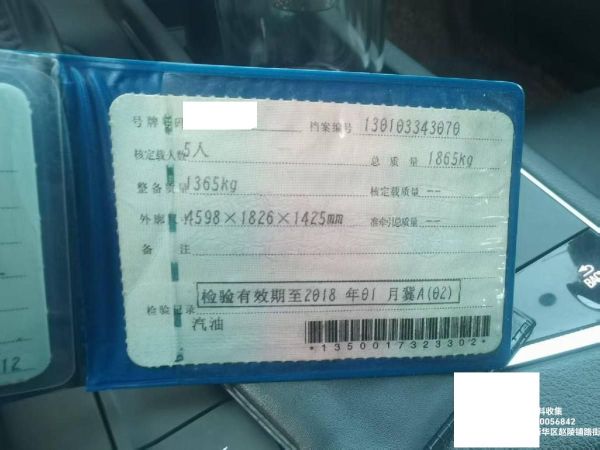 号牌号码 档案编号 130103343070
核定载人数 5人 总质量 1865kg
整备质量 1365kg 核定载质量 --
外廓尺寸 4598×1826×1425mm 准牵引总质量 --
备 注
检验有效期至2018 年01 月冀A(02)
检验记录
汽油
*1350017323302*
12
BAC
料收集
0056842
新华区赵陵铺路街